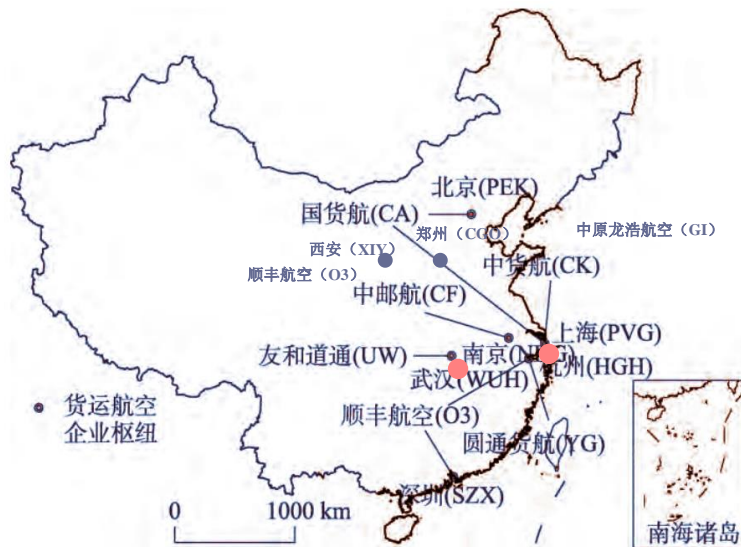 北京(PEK)
国货航(CA)
郑州（CGO）
中原龙浩航空（GI）
西安（XIY）
顺丰航空（O3）
中货航(CK)
中邮航(CF)
上海(PVG)
友和道通(UW)
南京(NKG)
杭州(HGH)
武汉(WUH)
货运航空
企业枢纽
顺丰航空(O3)
圆通货航(YG)
深圳(SZX)
0
1000 km
南海诸岛